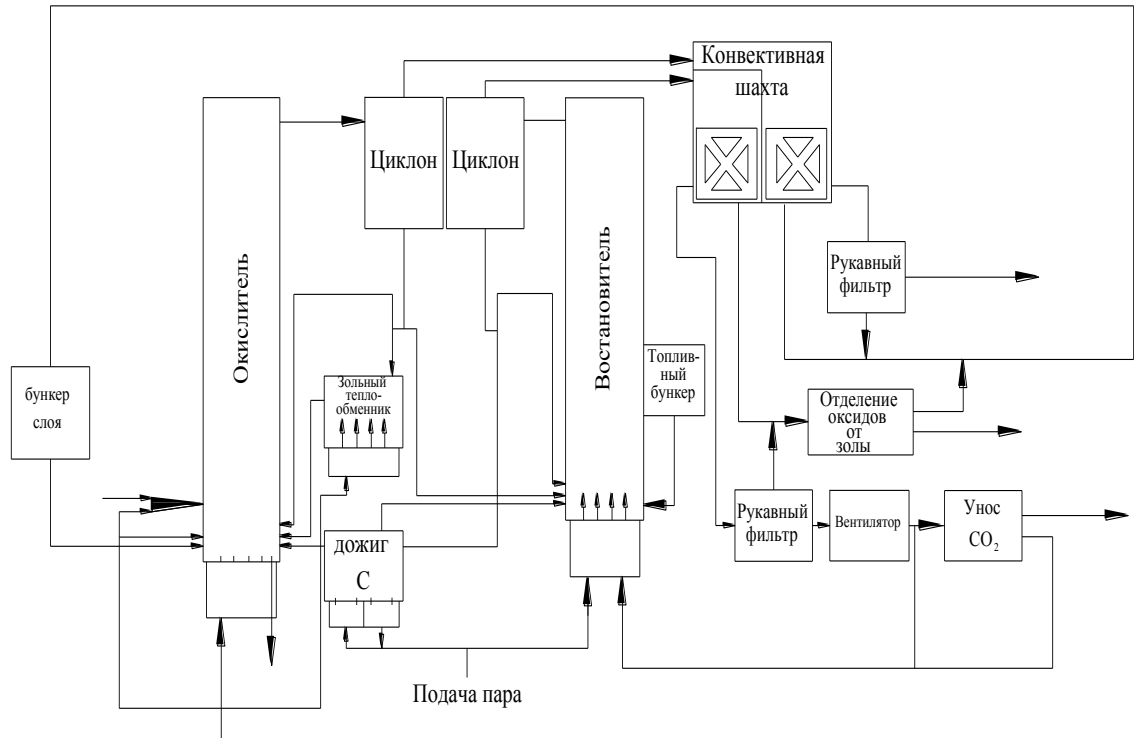 Конвективная
шахта
Циклон
Циклон
Окислитель
Востановитель
Рукавный
фильтр
Топлив-
ный
бункер
бункер
слоя
Зольный
тепло-
обменник
Отделение
оксидов
от
золы
Рукавный
фильтр
Вентилятор
Унос
CO₂
дожиг
С
Подача пара